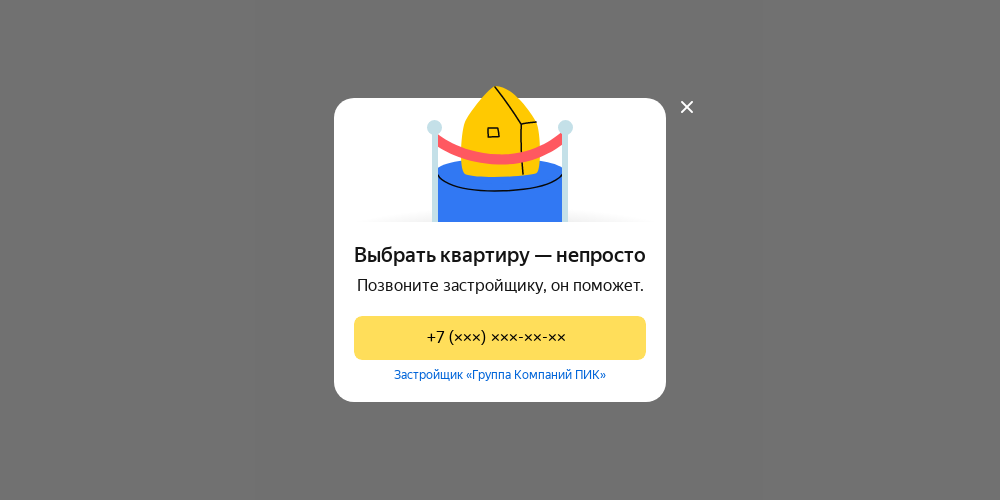 Выбрать квартиру — непросто
Позвоните застройщику, он поможет.
+7 (×××) ×××-××-××
Застройщик «Группа Компаний ПИК»